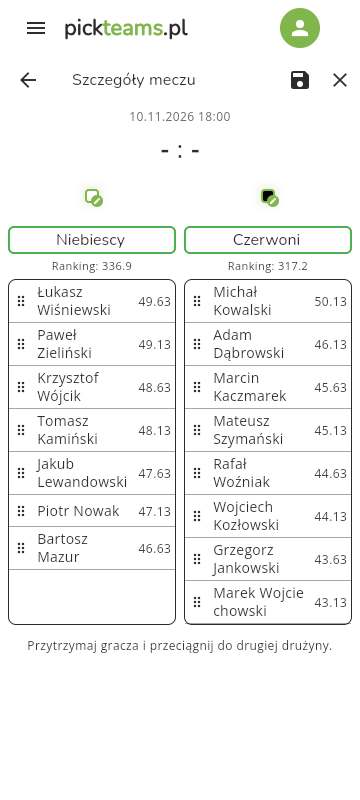 pickteams.pl
Szczegóły meczu
10.11.2026 18:00
- : -
Niebiescy
Czerwoni
Ranking: 336.9
Ranking: 317.2
Łukasz
Wiśniewski
49.63
Paweł
Zieliński
49.13
Krzysztof
Wójcik
48.63
Tomasz
Kamiński
48.13
Jakub
Lewandowski
47.63
Piotr Nowak
47.13
Bartosz
Mazur
46.63
Michał
Kowalski
50.13
Adam
Dąbrowski
46.13
Marcin
Kaczmarek
45.63
Mateusz
Szymański
45.13
Rafał
Woźniak
44.63
Wojciech
Kozłowski
44.13
Grzegorz
Jankowski
43.63
Marek Wojcie
chowski
43.13
Przytrzymaj gracza i przeciągnij do drugiej drużyny.